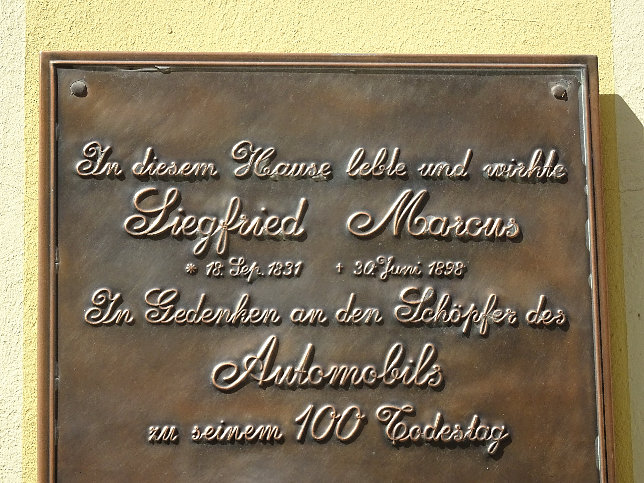 In diesem Hause lebte und wirkte
Siegfried Marcus
* 18. Sep. 1831 + 30. Juni 1898
In Gedenken an den Schöpfer des
Automobils
zu seinem 100 Todestag